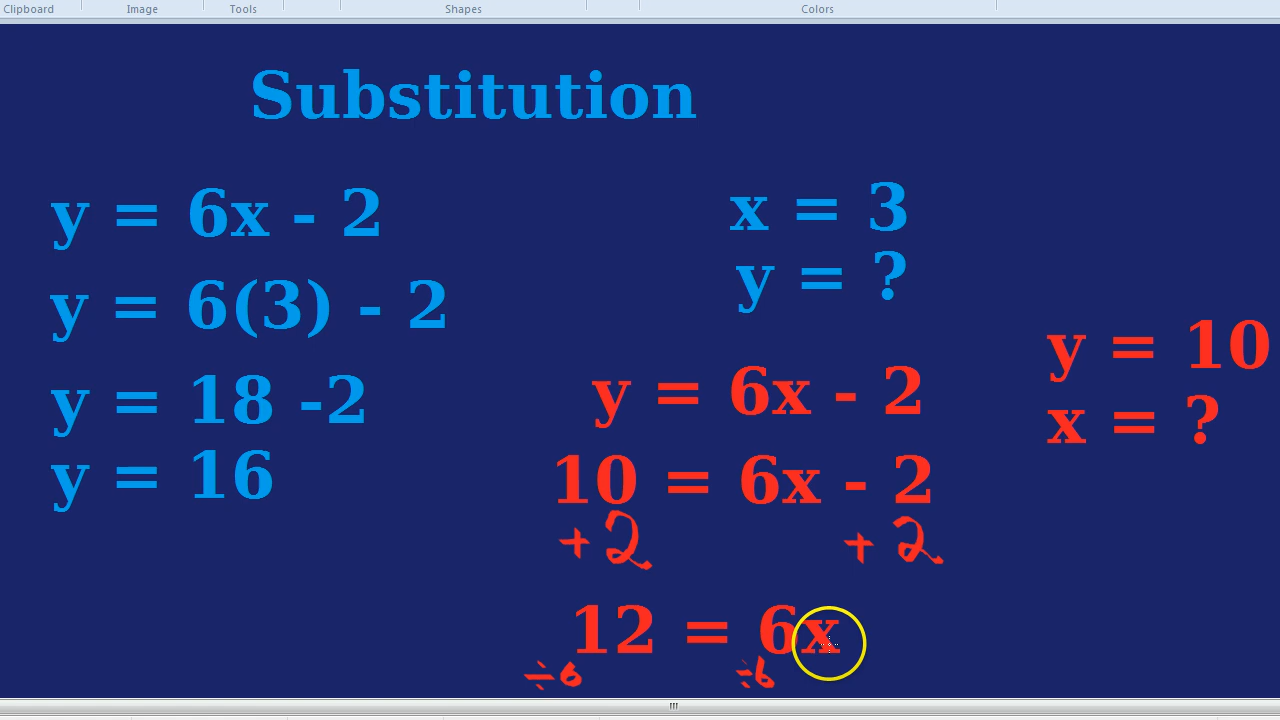 Clipboard Image Tools Shapes Colors
Substitution
y = 6x - 2
y = 6(3) - 2
y = 18 -2
y = 16
x = 3
y = ?
y = 6x - 2
10 = 6x - 2
+ 2 + 2
12 = 6x
÷6 ÷6
y = 10
x = ?